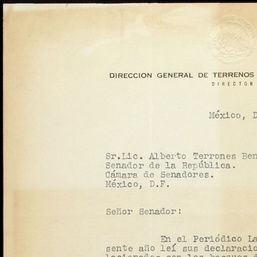 DIRECCION GENERAL DE TERRENOS
DIRECTOR
México, D
Sr.Lic. Alberto Terrones Ben
Senador de la República.
Cámara de Senadores.
México, D.F.
Señor Senador:
En el Periódico La
sente año leí sus declaracio